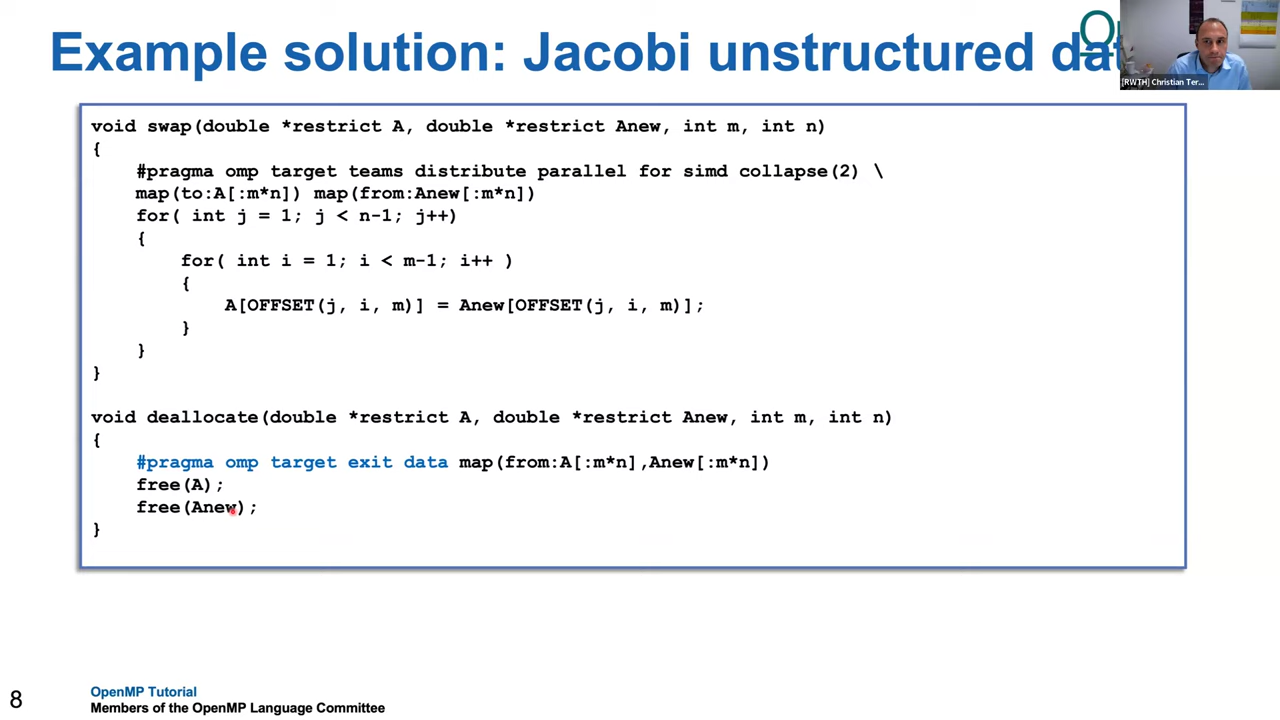 Example solution: Jacobi unstructured dat
[RWTH] Christian Ter...
void swap(double *restrict A, double *restrict Anew, int m, int n)
{
#pragma omp target teams distribute parallel for simd collapse(2) \
map(to:A[:m*n]) map(from:Anew[:m*n])
for( int j = 1; j < n-1; j++)
{
for( int i = 1; i < m-1; i++ )
{
A[OFFSET(j, i, m)] = Anew[OFFSET(j, i, m)];
}
}
}
void deallocate(double *restrict A, double *restrict Anew, int m, int n)
{
#pragma omp target exit data map(from:A[:m*n],Anew[:m*n])
free(A);
free(Anew);
}
8
OpenMP Tutorial
Members of the OpenMP Language Committee